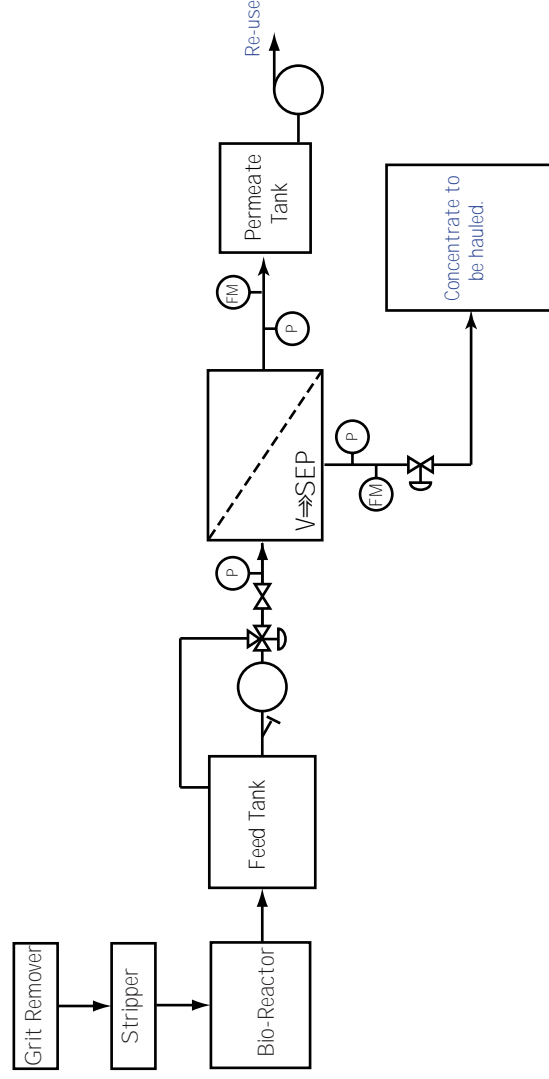 Grit Remover
Stripper
Bio-Reactor
Feed Tank
P
V SEP
P
FM
P
FM
Permeate
Tank
Re-use
Concentrate to
be hauled.